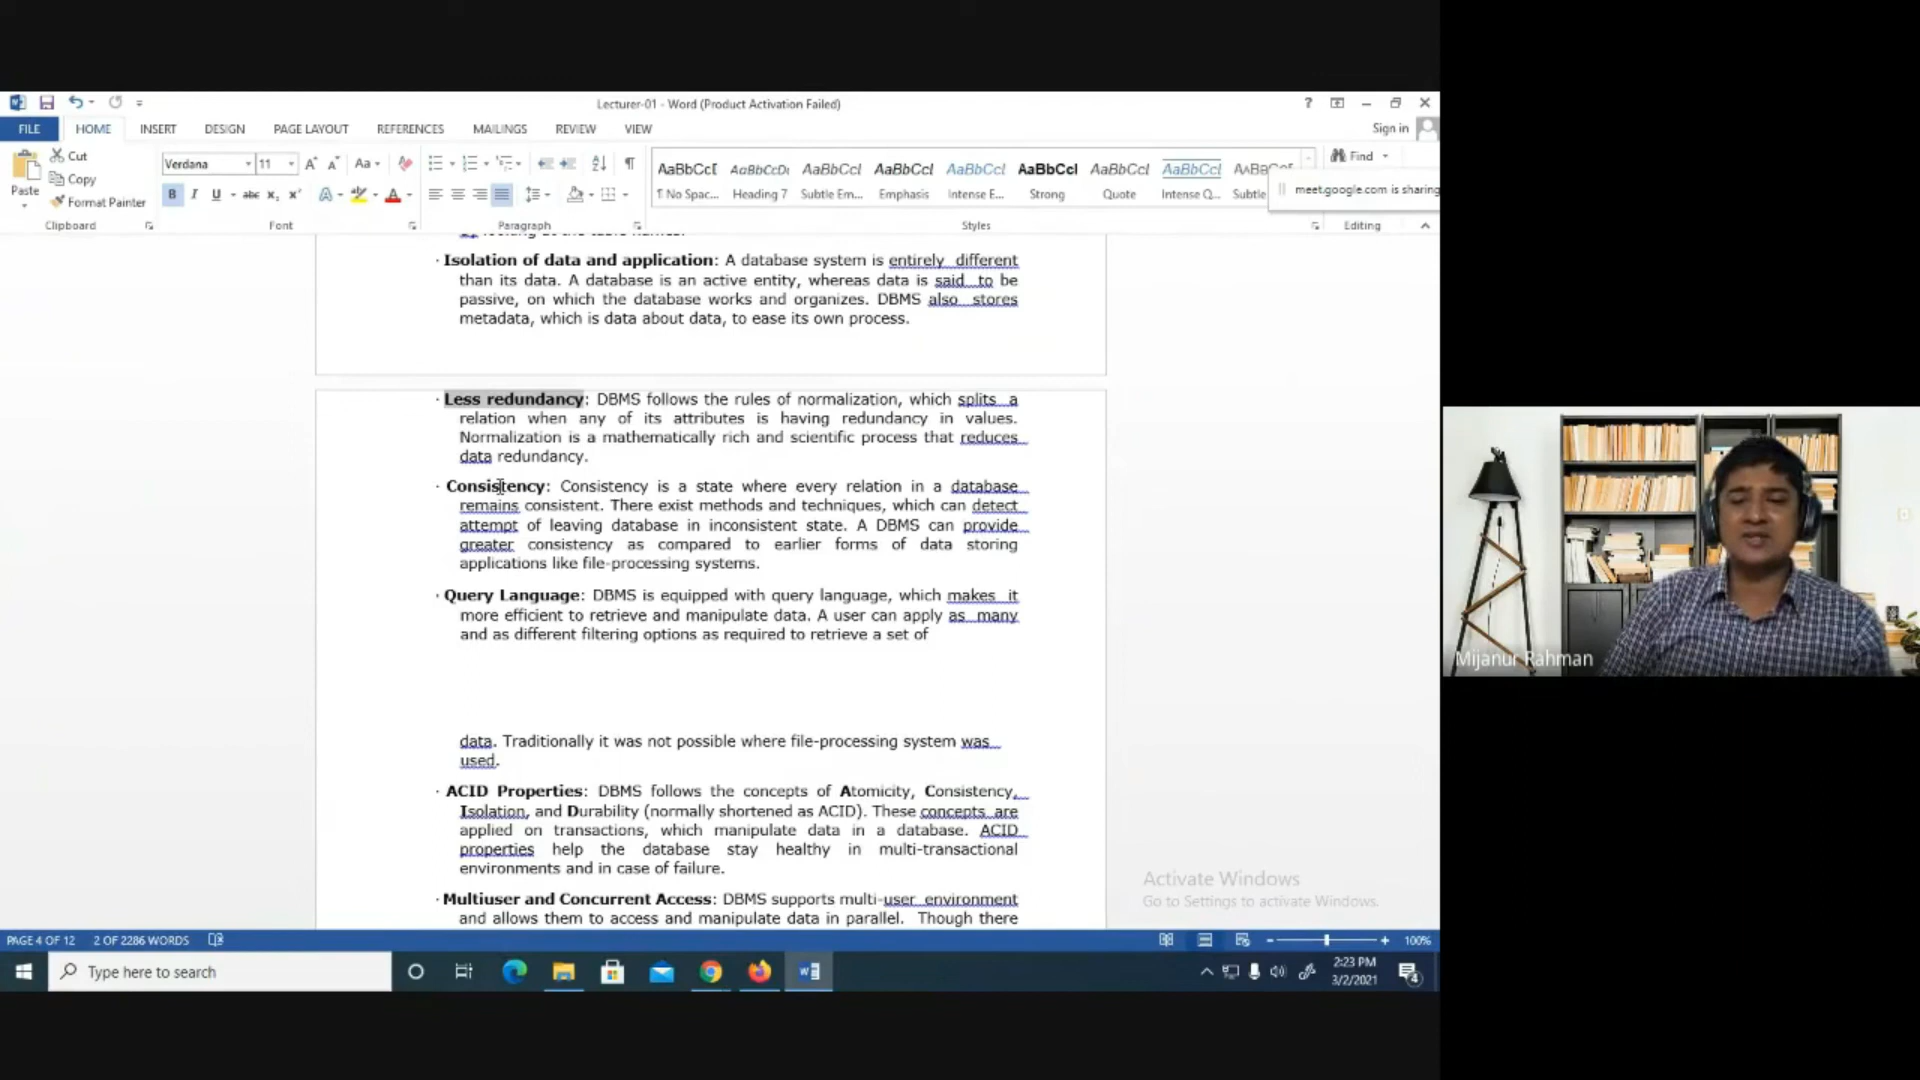 Lecturer-01 - Word (Product Activation Failed)
FILE HOME INSERT DESIGN PAGE LAYOUT REFERENCES MAILINGS REVIEW VIEW
Sign in
Paste
Cut
Copy
Format Painter
Clipboard
Verdana 11
Font
Paragraph
AaBbCcI AaBbCcDt AaBbCcl AaBbCcl AaBbCcl AaBbCcl AaBbCcl AaBbCcl
¶ No Spac... Heading 7 Subtle Em... Emphasis Intense E... Strong Quote Intense Q... Subtle
Styles
Find
meet.google.com is sharing
Editing
· Isolation of data and application: A database system is entirely different
than its data. A database is an active entity, whereas data is said to be
passive, on which the database works and organizes. DBMS also stores
metadata, which is data about data, to ease its own process.
· Less redundancy: DBMS follows the rules of normalization, which splits a
relation when any of its attributes is having redundancy in values.
Normalization is a mathematically rich and scientific process that reduces
data redundancy.
· Consistency: Consistency is a state where every relation in a database
remains consistent. There exist methods and techniques, which can detect
attempt of leaving database in inconsistent state. A DBMS can provide
greater consistency as compared to earlier forms of data storing
applications like file-processing systems.
· Query Language: DBMS is equipped with query language, which makes it
more efficient to retrieve and manipulate data. A user can apply as many
and as different filtering options as required to retrieve a set of
data. Traditionally it was not possible where file-processing system was
used.
· ACID Properties: DBMS follows the concepts of Atomicity, Consistency,
Isolation, and Durability (normally shortened as ACID). These concepts are
applied on transactions, which manipulate data in a database. ACID
properties help the database stay healthy in multi-transactional
environments and in case of failure.
· Multiuser and Concurrent Access: DBMS supports multi-user environment
and allows them to access and manipulate data in parallel. Though there
Activate Windows
Go to Settings to activate Windows.
PAGE 4 OF 12 2 OF 2286 WORDS 100%
Type here to search
2:23 PM
3/2/2021
4
Mijanur Rahman